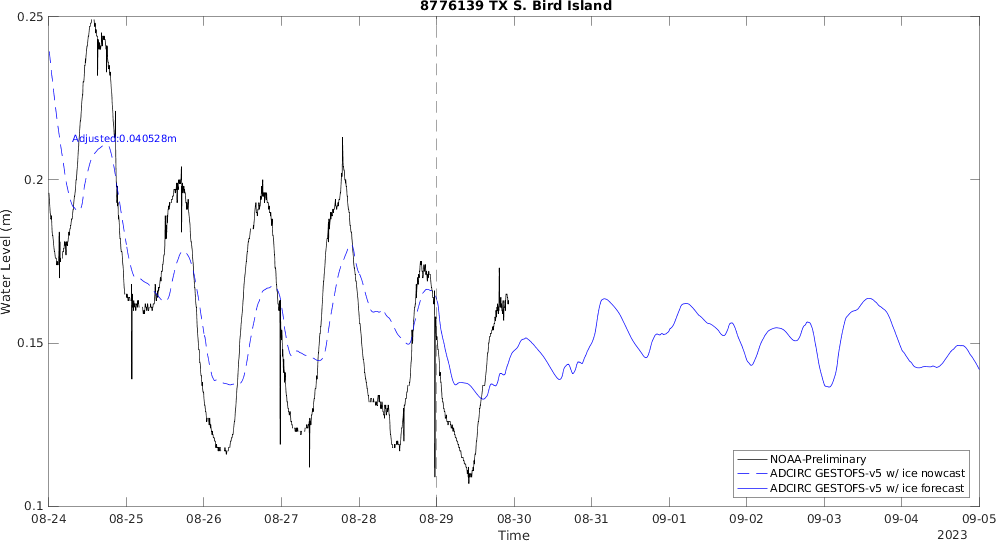 8776139 TX S. Bird Island
Water Level (m)
0.25
0.2
0.15
0.1
Adjusted:0.040528m
NOAA-Preliminary
ADCIRC GESTOFS-v5 w/ ice nowcast
ADCIRC GESTOFS-v5 w/ ice forecast
08-24 08-25 08-26 08-27 08-28 08-29 08-30 08-31 09-01 09-02 09-03 09-04 09-05
Time
2023